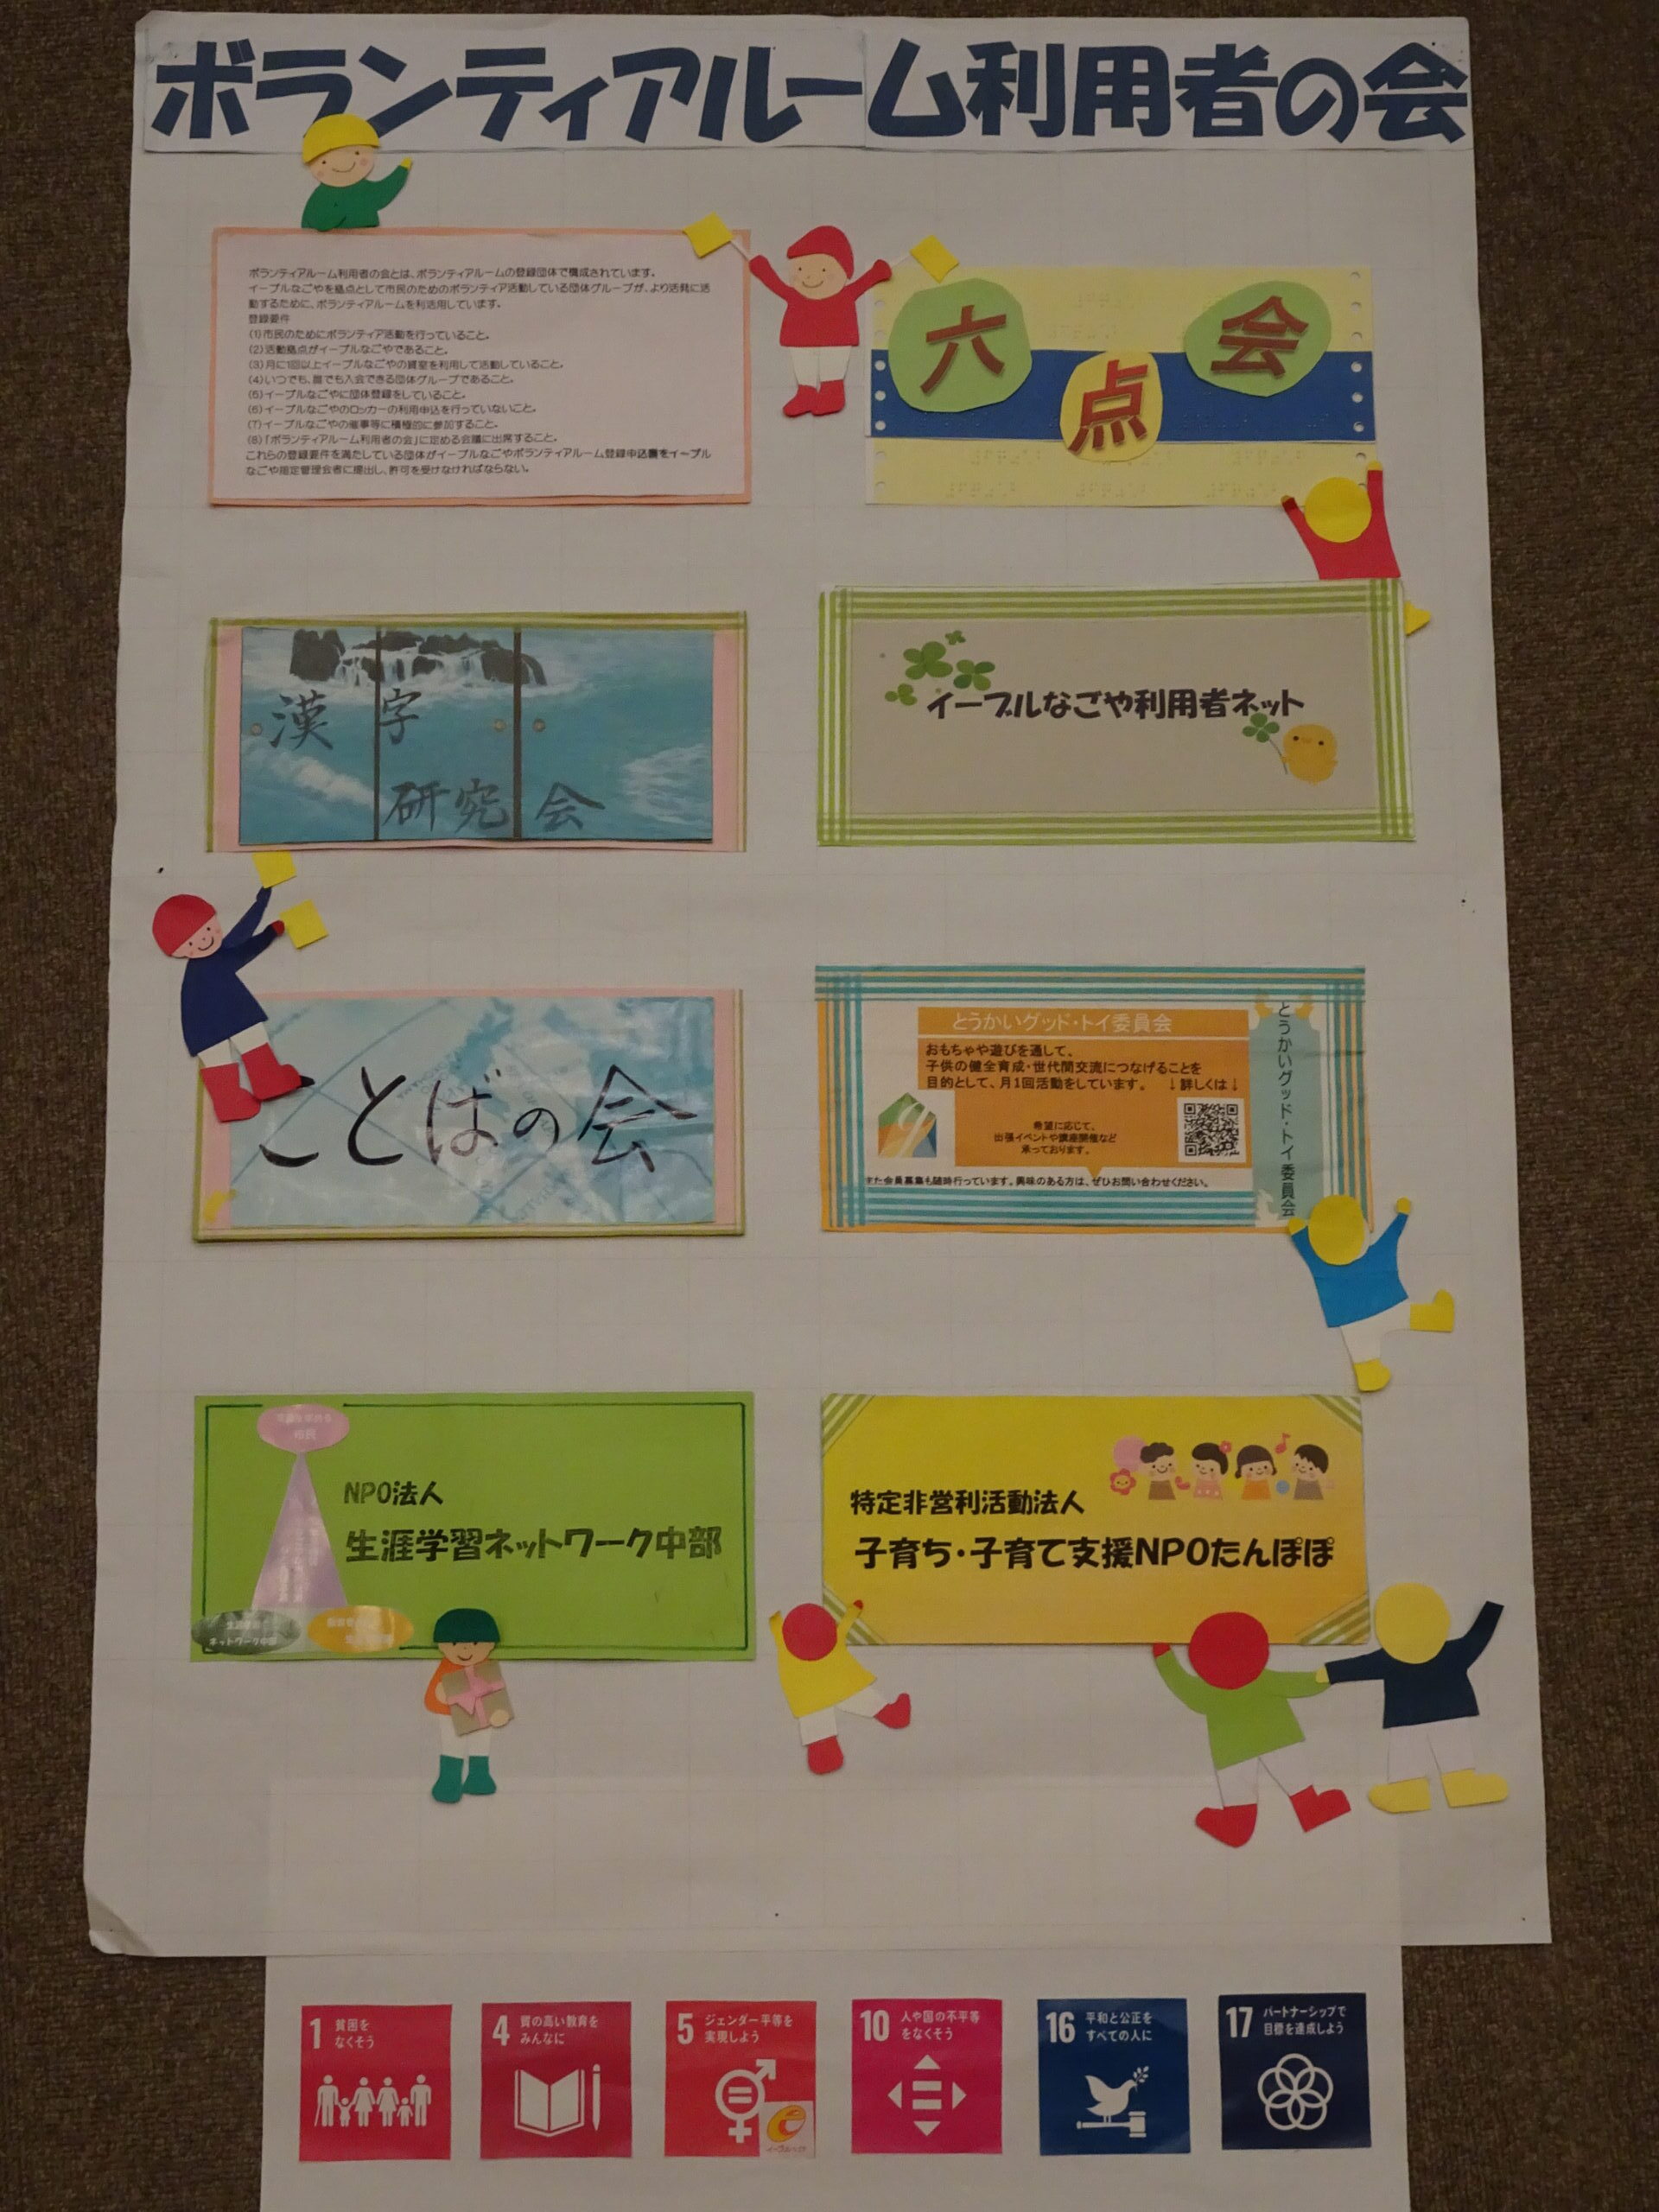 ボランティアルーム利用者の会
ボランティアルーム利用者の会とは、ボランティアルームの登録団体で構成されています。
イーブルなごやを拠点として市民のためのボランティア活動している団体グループが、より活発に活
動するために、ボランティアルームを利活用しています。
登録要件
(1)市民のためにボランティア活動を行っていること。
(2)活動拠点がイーブルなごやであること。
(3)月に1回以上イーブルなごやの貸室を利用して活動していること。
(4)いつでも、誰でも入会できる団体グループであること。
(5)イーブルなごやに団体登録をしていること。
(6)イーブルなごやのロッカーの利用申込を行っていないこと。
(7)イーブルなごやの催事等に積極的に参加すること。
(8)「ボランティアルーム利用者の会」に定める会議に出席すること。
これらの登録要件を満たしている団体がイーブルなごやボランティアルーム登録申込書をイーブル
なごや指定管理会者に提出し、許可を受けなければならない。
六点会
漢字
研究会
イーブルなごや利用者ネット
ことばの会
とうかいグッド・トイ委員会
おもちゃや遊びを通して、
子供の健全育成・世代間交流につなげることを
目的として、月1回活動をしています。 ↓詳しくは↓
希望に応じて、
出張イベントや講座開催など
承っております。
また会員募集も随時行っています。興味のある方は、ぜひお問い合わせください。
とうかいグッド・トイ委員会
市民
NPO法人
生涯学習ネットワーク中部
ネットワーク中部
特定非営利活動法人
子育ち・子育て支援NPOたんぽぽ
1 貧困を
なくそう
4 質の高い教育を
みんなに
5 ジェンダー平等を
実現しよう
10 人や国の不平等
をなくそう
16 平和と公正を
すべての人に
17 パートナーシップで
目標を達成しよう